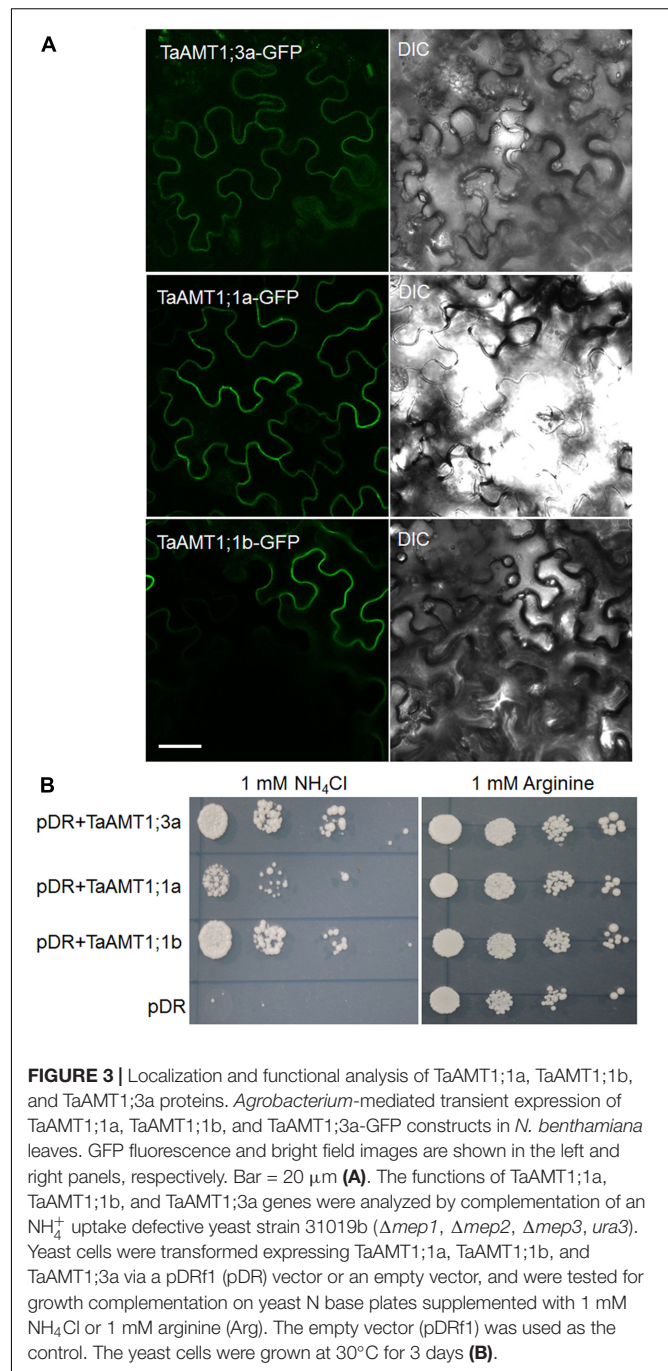 A
TaAMT1;3a-GFP
DIC
TaAMT1;1a-GFP
DIC
TaAMT1;1b-GFP
DIC
B
1 mM NH₄Cl
1 mM Arginine
pDR+TaAMT1;3a
pDR+TaAMT1;1a
pDR+TaAMT1;1b
pDR
FIGURE 3 | Localization and functional analysis of TaAMT1;1a, TaAMT1;1b,
and TaAMT1;3a proteins. Agrobacterium-mediated transient expression of
TaAMT1;1a, TaAMT1;1b, and TaAMT1;3a-GFP constructs in N. benthamiana
leaves. GFP fluorescence and bright field images are shown in the left and
right panels, respectively. Bar = 20 μm (A). The functions of TaAMT1;1a,
TaAMT1;1b, and TaAMT1;3a genes were analyzed by complementation of an
NH₄⁺ uptake defective yeast strain 31019b (Δmep1, Δmep2, Δmep3, ura3).
Yeast cells were transformed expressing TaAMT1;1a, TaAMT1;1b, and
TaAMT1;3a via a pDRf1 (pDR) vector or an empty vector, and were tested for
growth complementation on yeast N base plates supplemented with 1 mM
NH₄Cl or 1 mM arginine (Arg). The empty vector (pDRf1) was used as the
control. The yeast cells were grown at 30°C for 3 days (B).